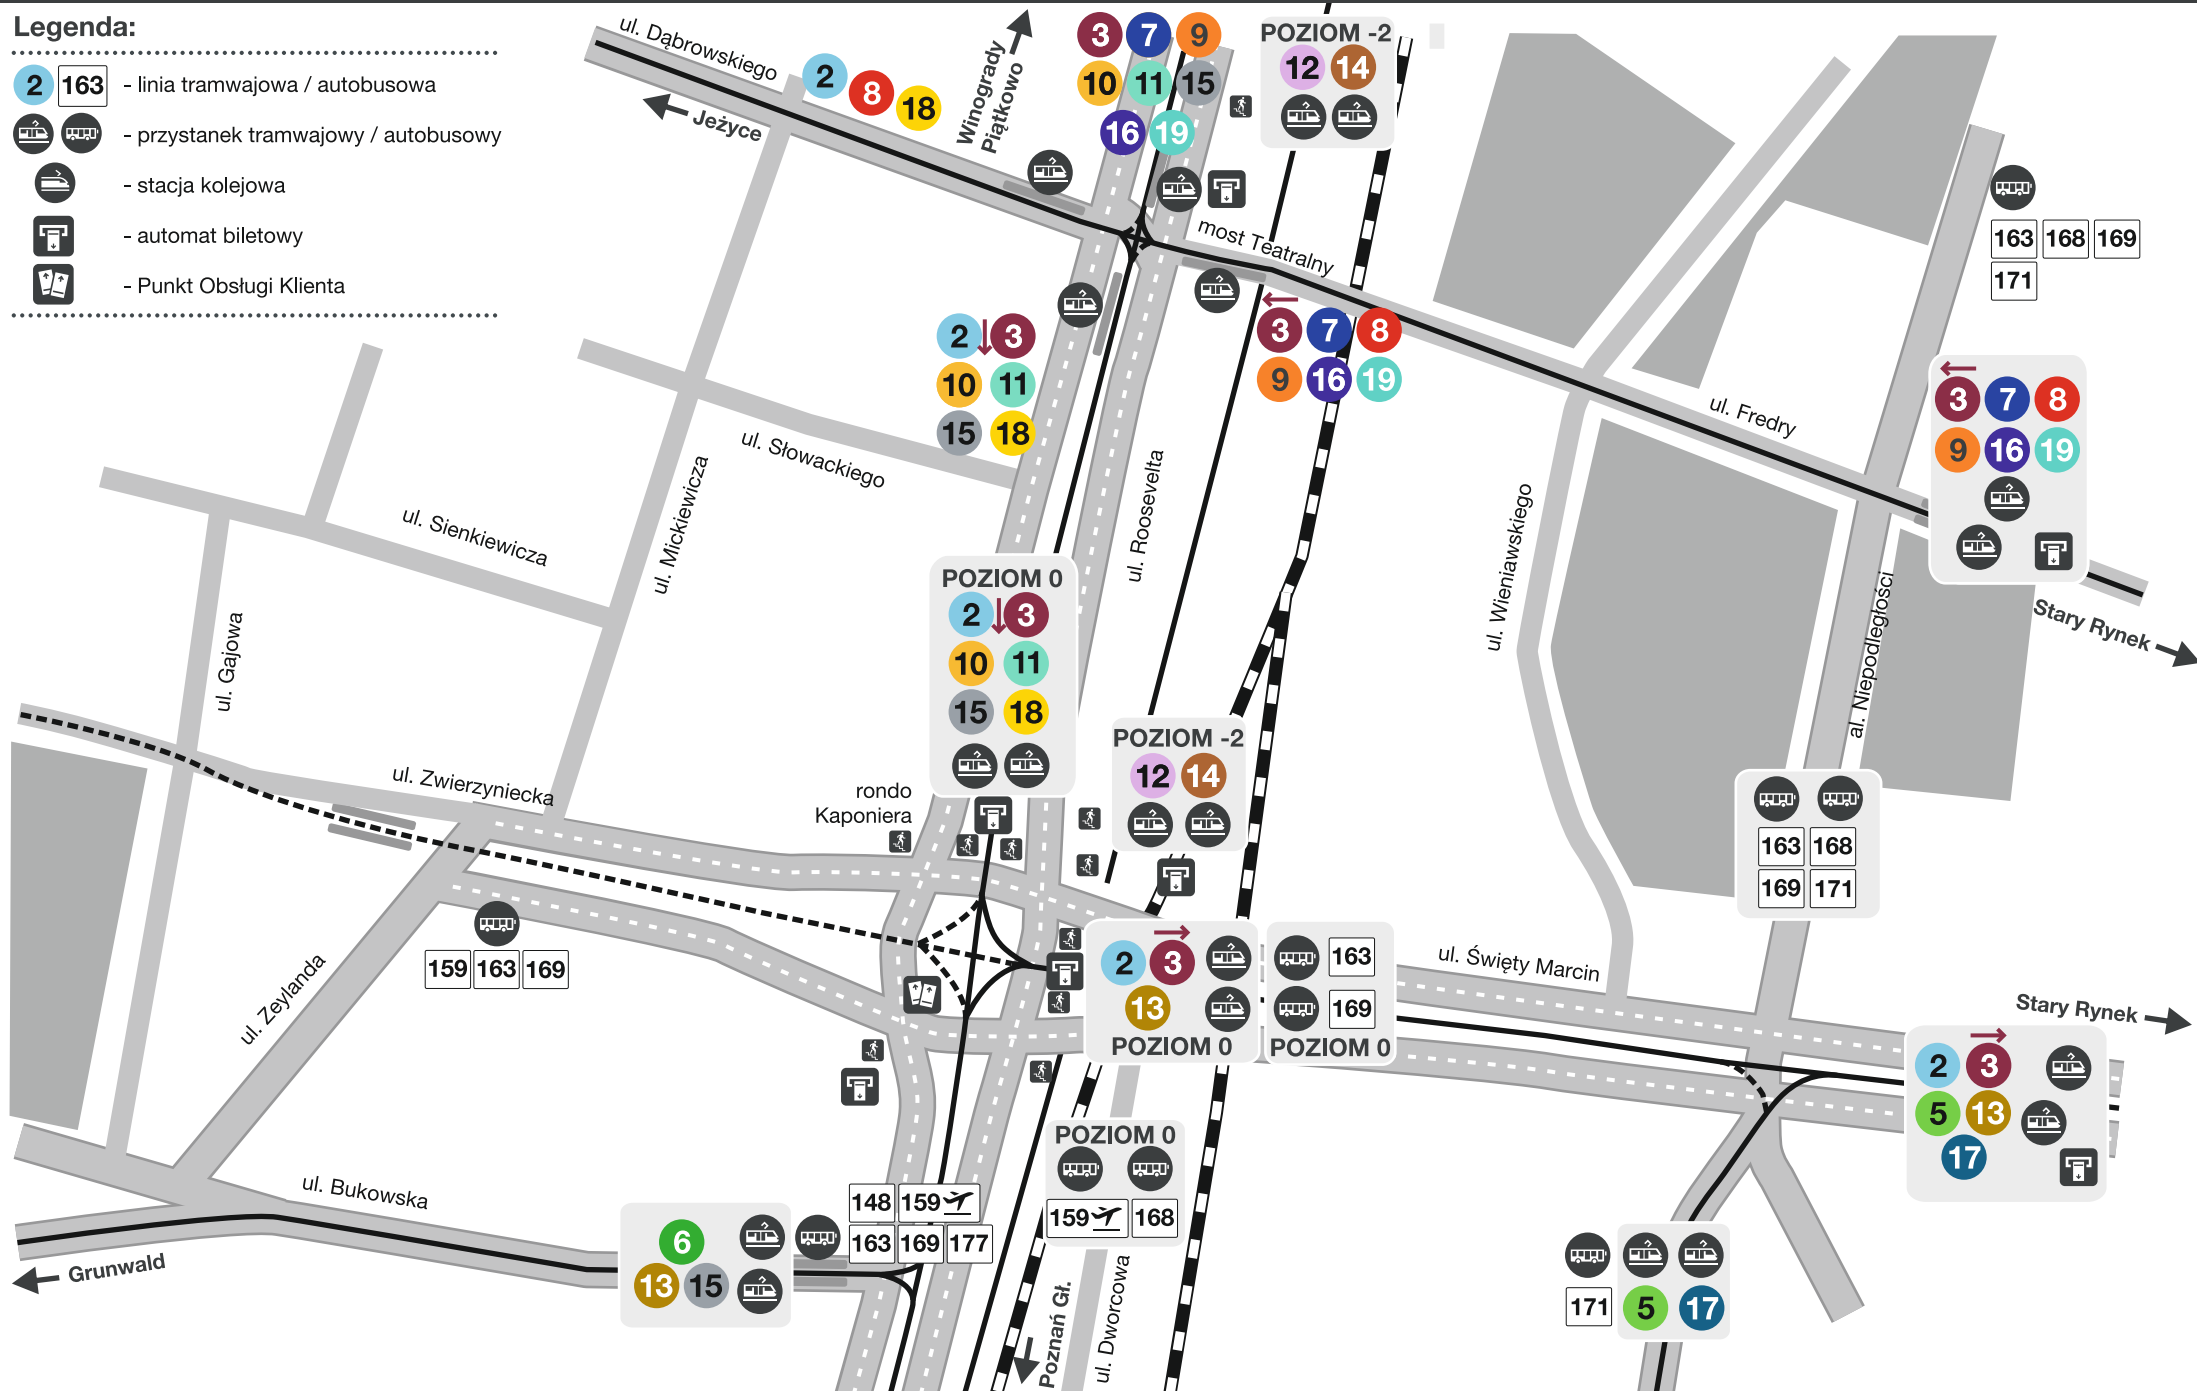 Legenda:
2 163 - linia tramwajowa / autobusowa
- przystanek tramwajowy / autobusowy
- stacja kolejowa
- automat biletowy
- Punkt Obsługi Klienta
ul. Dąbrowskiego
2 8 18
Jeżyce
Winogrady
Piątkowo
3 7 9
10 11 15
16 19
POZIOM -2
12 14
most Teatralny
3 7 8
9 16 19
2 3
10 11
15 18
163 168 169
171
3 7 8
9 16 19
ul. Fredry
Stary Rynek
ul. Słowackiego
ul. Mickiewicza
ul. Sienkiewicza
ul. Gajowa
ul. Roosevelta
ul. Wieniawskiego
al. Niepodległości
POZIOM 0
2 3
10 11
15 18
POZIOM -2
12 14
rondo
Kaponiera
ul. Zwierzyniecka
163 168
169 171
159 163 169
ul. Zeylanda
2 3
13
POZIOM 0
163
169
POZIOM 0
ul. Święty Marcin
Stary Rynek
2 3
5 13
17
POZIOM 0
159 168
ul. Bukowska
Grunwald
6
13 15
148 159
163 169 177
Poznań Gł.
ul. Dworcowa
171 5 17